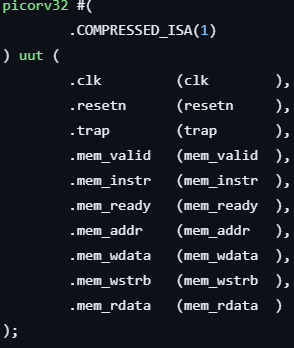 picorv32 #(
        .COMPRESSED_ISA(1)
) uut (
        .clk         (clk        ),
        .resetn      (resetn     ),
        .trap        (trap       ),
        .mem_valid   (mem_valid  ),
        .mem_instr   (mem_instr  ),
        .mem_ready   (mem_ready  ),
        .mem_addr    (mem_addr   ),
        .mem_wdata   (mem_wdata  ),
        .mem_wstrb   (mem_wstrb  ),
        .mem_rdata   (mem_rdata  )
);